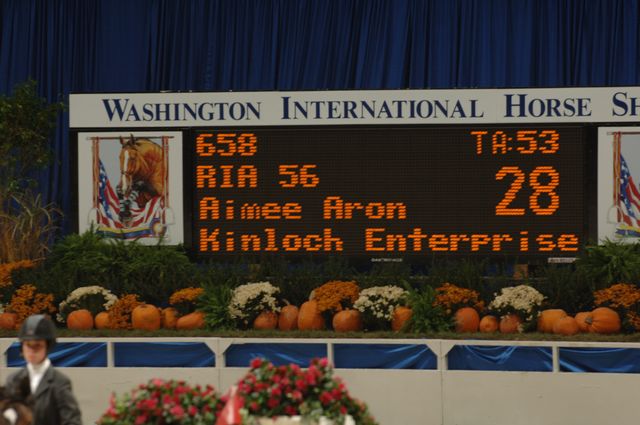 WASHINGTON INTERNATIONAL HORSE SH
658 TA:53
RIA 56 28
Aimee Aron
Kinloch Enterprise